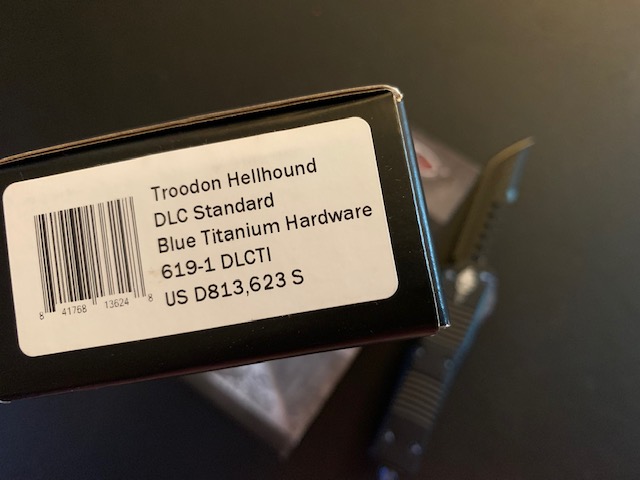 Troodon Hellhound
DLC Standard
Blue Titanium Hardware
619-1 DLCTI
US D813,623 S
8 41768 13624 8